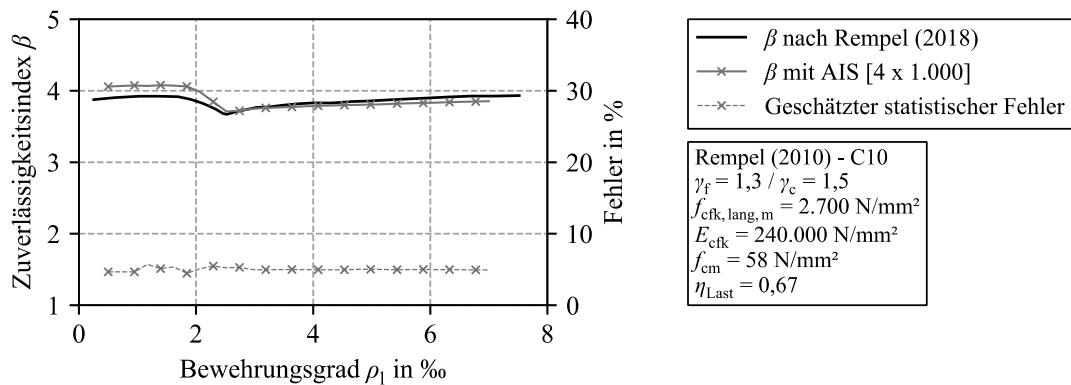 Zuverlässigkeitsindex β
5
4
3
2
1
0
2
4
6
8
Bewehrungsgrad ρl in ‰
40
30
20
10
0
Fehler in %
β nach Rempel (2018)
β mit AIS [4 x 1.000]
Geschätzter statistischer Fehler
Rempel (2010) - C10
γf = 1,3 / γc = 1,5
fcfk, lang, m = 2.700 N/mm²
Ecfk = 240.000 N/mm²
fcm = 58 N/mm²
ηLast = 0,67